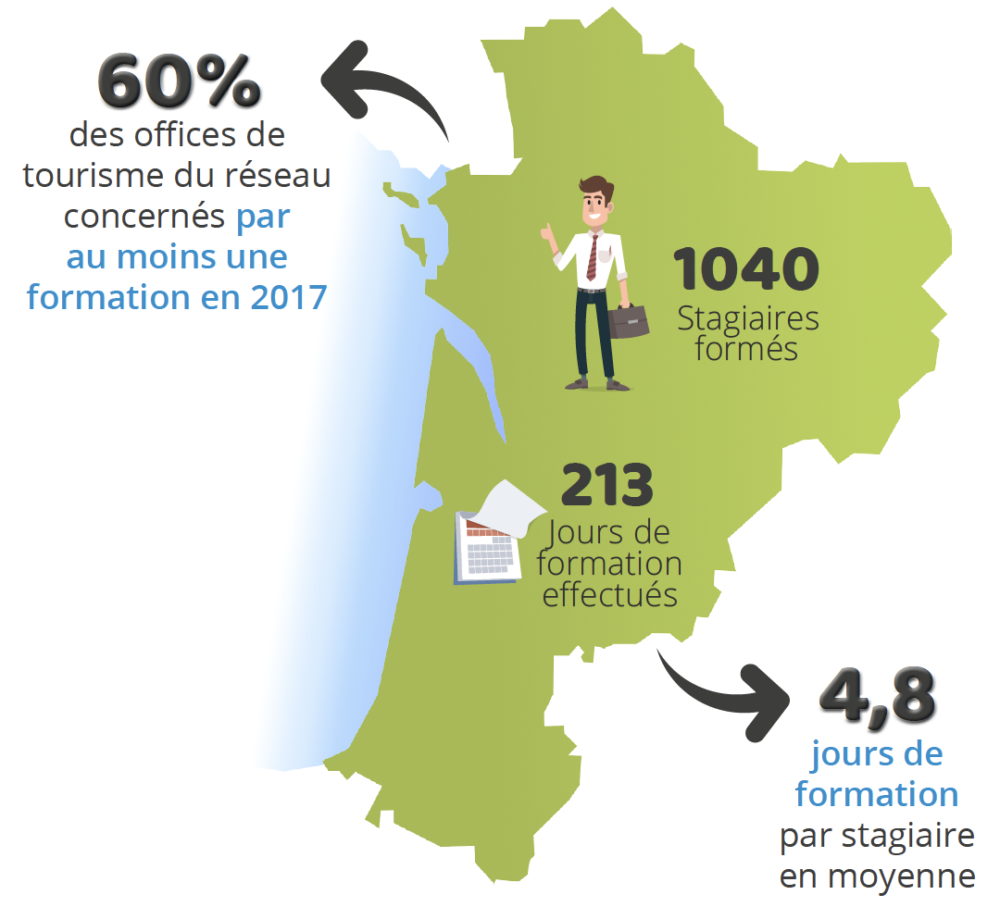 60%
des offices de
tourisme du réseau
concernés par
au moins une
formation en 2017
1040
Stagiaires
formés
213
Jours de
formation
effectués
4,8
jours de
formation
par stagiaire
en moyenne